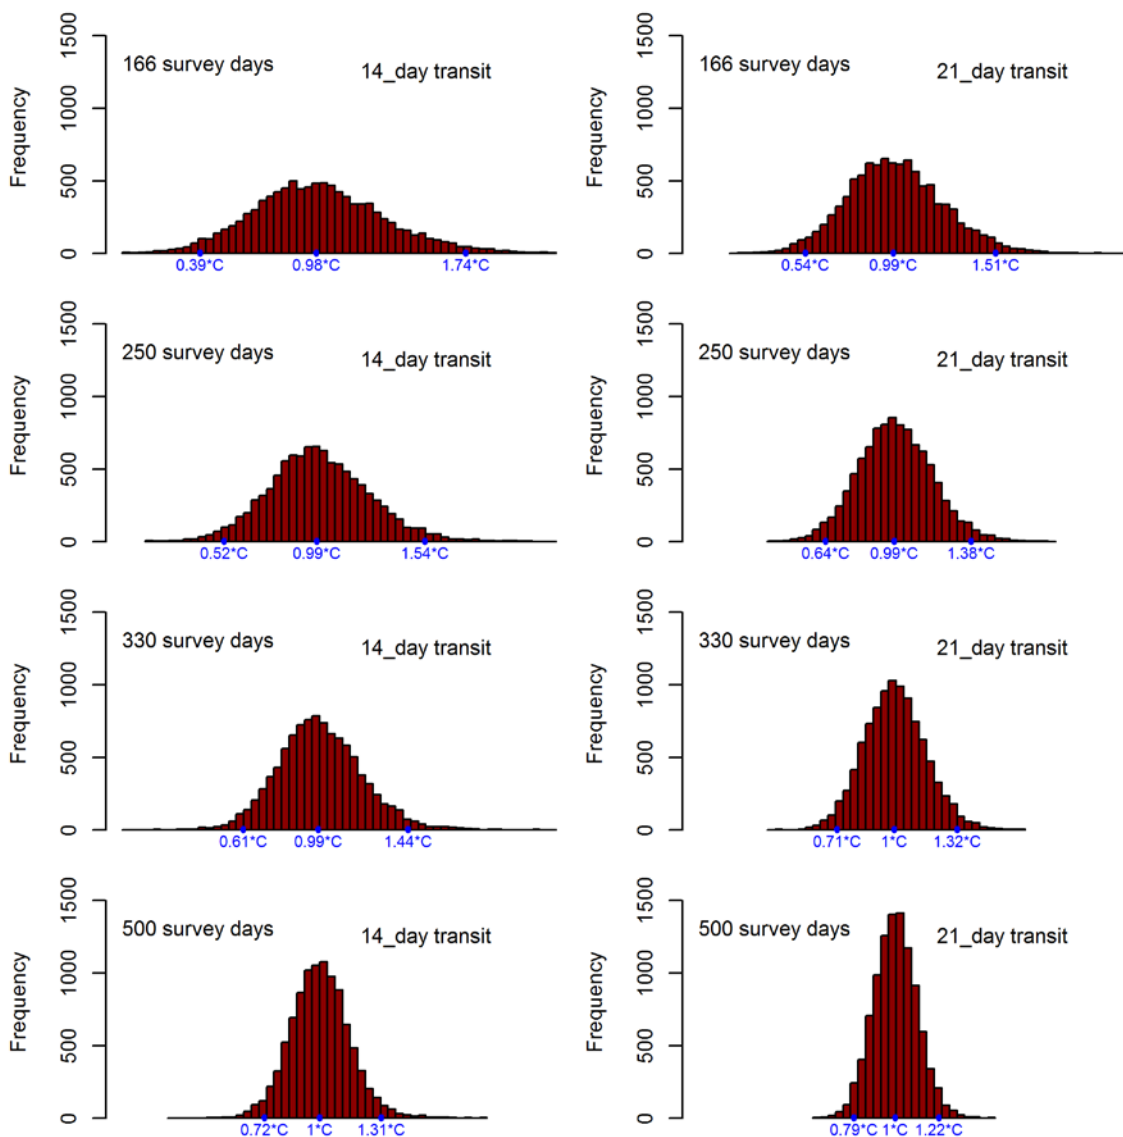 1500
1000
500
0
Frequency
166 survey days
14_day transit
0.39*C
0.98*C
1.74*C
1500
1000
500
0
Frequency
166 survey days
21_day transit
0.54*C
0.99*C
1.51*C
1500
1000
500
0
Frequency
250 survey days
14_day transit
0.52*C
0.99*C
1.54*C
1500
1000
500
0
Frequency
250 survey days
21_day transit
0.64*C
0.99*C
1.38*C
1500
1000
500
0
Frequency
330 survey days
14_day transit
0.61*C
0.99*C
1.44*C
1500
1000
500
0
Frequency
330 survey days
21_day transit
0.71*C
1*C
1.32*C
1500
1000
500
0
Frequency
500 survey days
14_day transit
0.72*C
1*C
1.31*C
1500
1000
500
0
Frequency
500 survey days
21_day transit
0.79*C
1*C
1.22*C